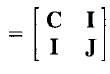 = [ C I
I J ]